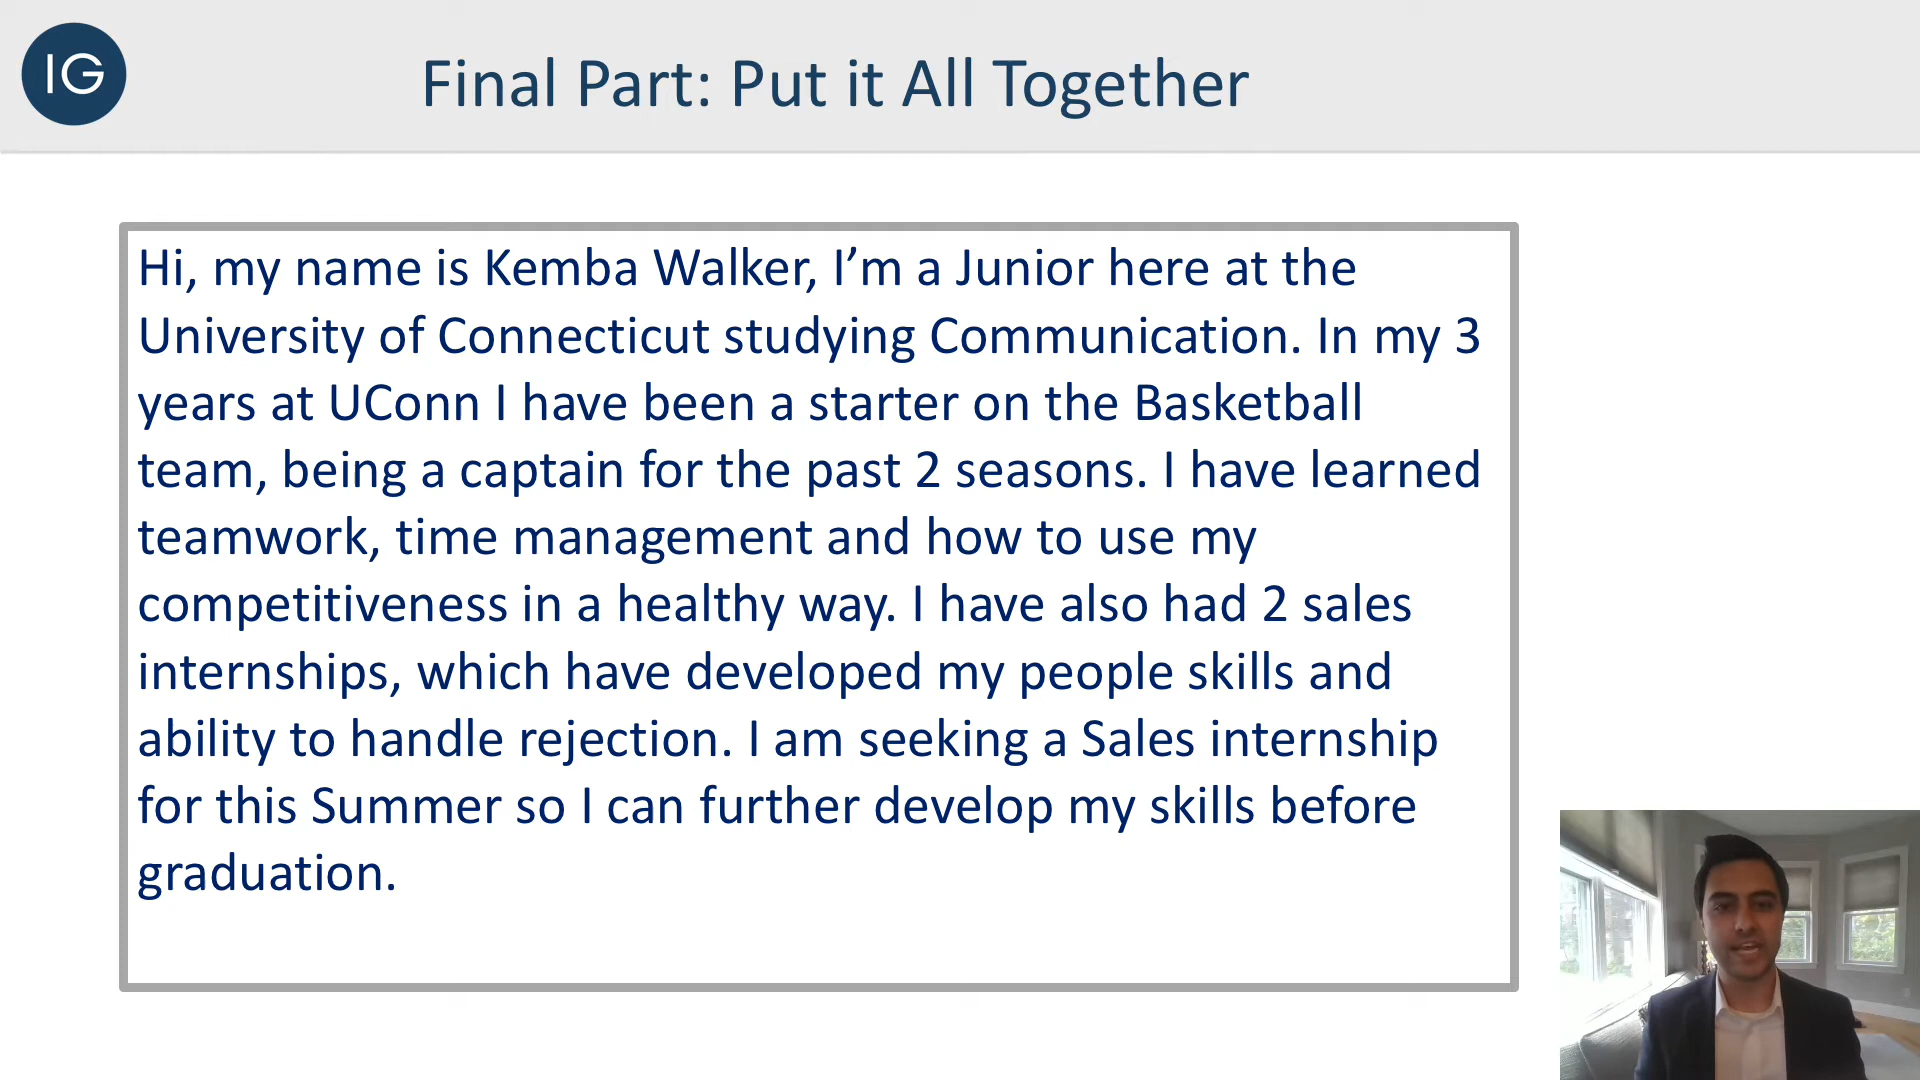 IG
Final Part: Put it All Together
Hi, my name is Kemba Walker, I’m a Junior here at the
University of Connecticut studying Communication. In my 3
years at UConn I have been a starter on the Basketball
team, being a captain for the past 2 seasons. I have learned
teamwork, time management and how to use my
competitiveness in a healthy way. I have also had 2 sales
internships, which have developed my people skills and
ability to handle rejection. I am seeking a Sales internship
for this Summer so I can further develop my skills before
graduation.